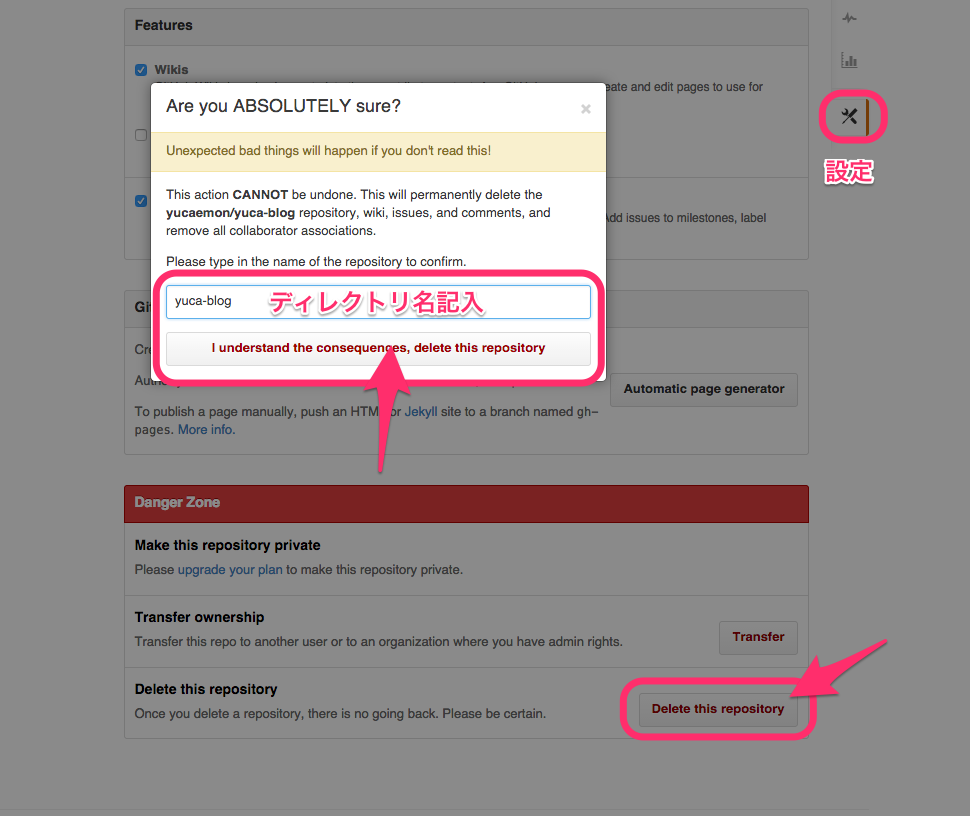 Features
Wikis
eate and edit pages to use for
Are you ABSOLUTELY sure?
×
Unexpected bad things will happen if you don't read this!
設定
This action CANNOT be undone. This will permanently delete the
yucaemon/yuca-blog repository, wiki, issues, and comments, and
remove all collaborator associations.
Add issues to milestones, label
Please type in the name of the repository to confirm.
yuca-blog
ディレクトリ名記入
I understand the consequences, delete this repository
Automatic page generator
To publish a page manually, push an HTML or Jekyll site to a branch named gh-
pages. More info.
Danger Zone
Make this repository private
Please upgrade your plan to make this repository private.
Transfer ownership
Transfer this repo to another user or to an organization where you have admin rights.
Transfer
Delete this repository
Once you delete a repository, there is no going back. Please be certain.
Delete this repository